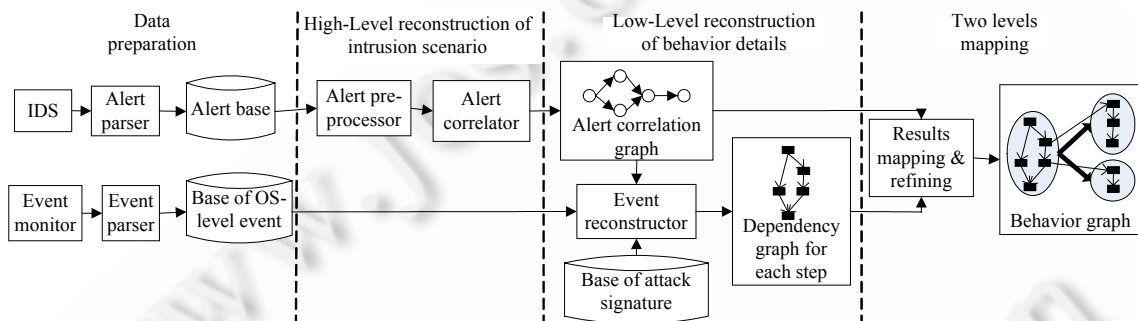 Data
preparation
High-Level reconstruction
of intrusion scenario
Low-Level reconstruction
of behavior details
Two levels
mapping
IDS
Alert
parser
Alert base
Alert pre-
processor
Alert
correlator
Alert correlation
graph
Results
mapping &
refining
Behavior graph
Event
monitor
Event
parser
Base of OS-
level event
Event
reconstructor
Dependency
graph for
each step
Base of attack
signature